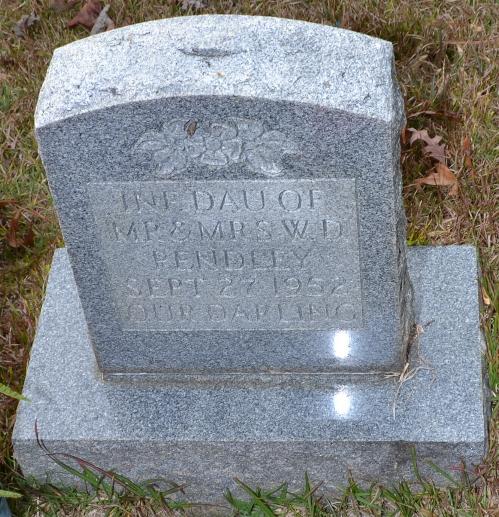 INF. DAU OF
MR. & MRS. W. D.
PENDLEY
SEPT. 27, 1952
OUR DARLING